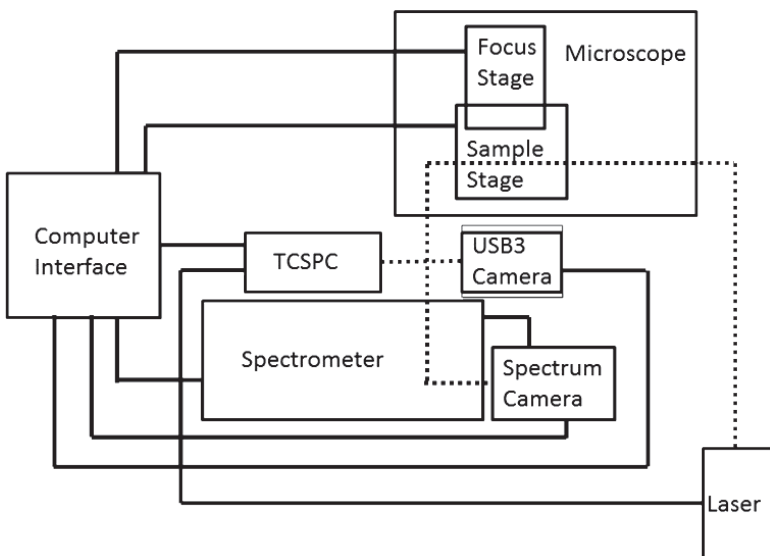 Focus
Stage
Microscope
Sample
Stage
Computer
Interface
TCSPC
USB3
Camera
Spectrometer
Spectrum
Camera
Laser